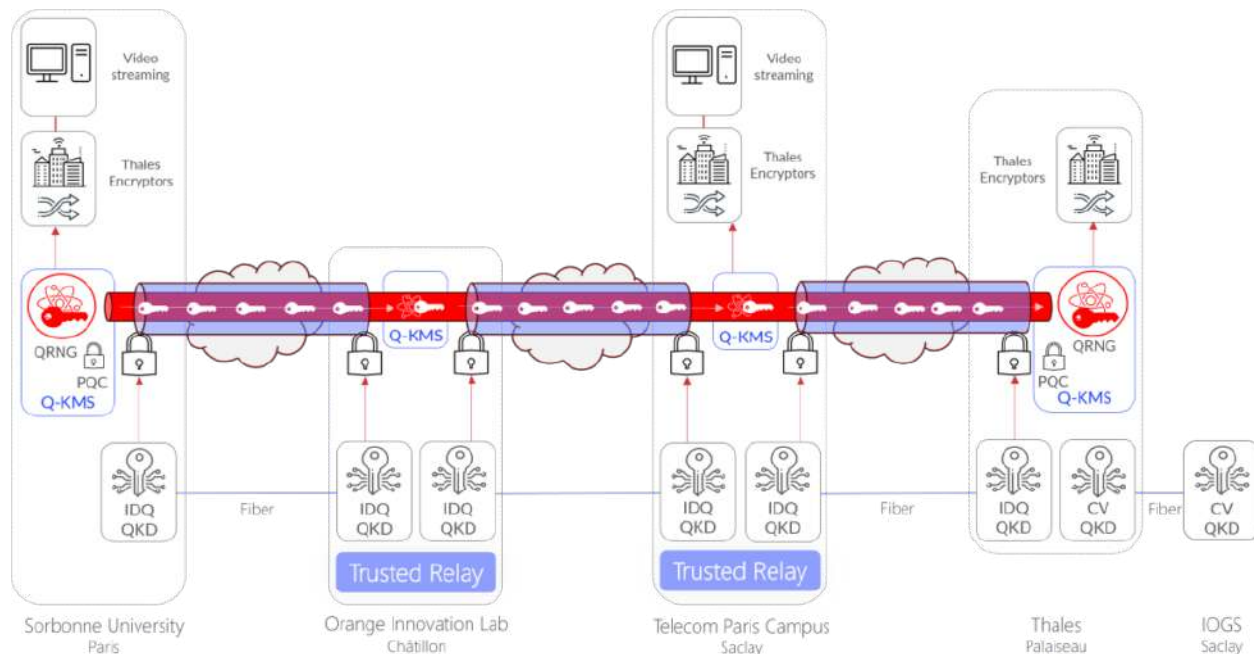 Video
streaming
Thales
Encryptors
QRNG
PQC
Q-KMS
IDQ
QKD
Fiber
Q-KMS
IDQ
QKD
IDQ
QKD
Trusted Relay
Video
streaming
Thales
Encryptors
Q-KMS
IDQ
QKD
IDQ
QKD
Trusted Relay
Fiber
Thales
Encryptors
QRNG
PQC
Q-KMS
IDQ
QKD
CV
QKD
Fiber
CV
QKD
Sorbonne University
Paris
Orange Innovation Lab
Châtillon
Telecom Paris Campus
Saclay
Thales
Palaiseau
IOGS
Saclay